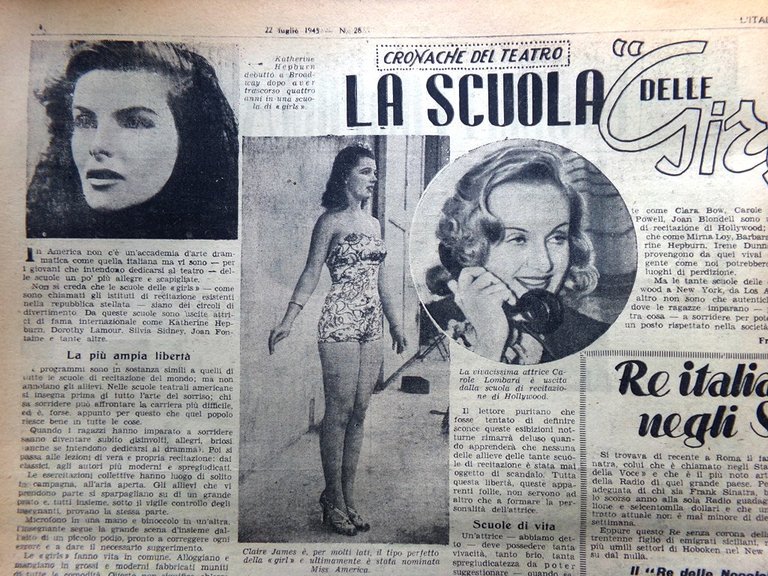 22 luglio 1945 N. 28
L'ITAL
Katherine
Hepburn
debuttò a Broad-
way dopo aver
trascorso quattro
anni in una scuo-
la di «girls».
CRONACHE DEL TEATRO
LA SCUOLA DELLE "Gir
In America non c'è un'accademia d'arte dram-
matica come quella italiana ma vi sono — per
i giovani che intendono dedicarsi al teatro — del-
le scuole un po' più allegre e scapigliate.
Non si creda che le scuole delle «girls» — come
sono chiamati gli istituti di recitazione esistenti
nella repubblica stellata — siano dei circoli di
divertimento. Da queste scuole sono uscite attri-
ci di fama internazionale come Katherine Hep-
burn, Dorothy Lamour, Silvia Sidney, Joan Fon-
taine e tante altre.
La più ampia libertà
I programmi sono in sostanza simili a quelli di
tutte le scuole di recitazione del mondo, ma non
annoiano gli allievi. Nelle scuole teatrali americane
si insegna prima di tutto l'arte del sorriso; chi
sa sorridere può affrontare la carriera più difficile,
ed è, forse, appunto per questo che quel popolo
riesce bene in tutte le cose.
Quando i ragazzi hanno imparato a sorridere
sanno diventare subito disinvolti, allegri, briosi
(anche se intendono dedicarsi al dramma). Poi si
passa alle lezioni di vera e propria recitazione: dai
classici, agli autori più moderni e spregiudicati.
Le esercitazioni collettive hanno luogo di solito
in campagna, all'aria aperta. Gli allievi che vi
prendono parte si sparpagliano su di un grande
prato e, tutti insieme, sotto il vigile controllo degli
insegnanti, provano la stessa parte.
Microfono in una mano e binoccolo in un'altra,
l'insegnante segue la grande scena d'insieme dal-
l'alto di un piccolo podio, pronto a correggere ogni
errore e a dare il necessario suggerimento.
Le «girls» fanno vita in comune. Alloggiano e
mangiano in grossi e moderni fabbricati muniti
di tutte le comodità. Queste non
Claire James è, per molti lati, il tipo perfetto
della «girl» e ultimamente è stata nominata
Miss America.
La vivacissima attrice Ca-
role Lombard è uscita
dalla scuola di recitazio-
ne di Hollywood.
Il lettore puritano che
fosse tentato di definire
sconce queste esibizioni not-
turne rimarrà deluso quan-
do apprenderà che nessuna
delle allieve delle tante scuo-
le di recitazione è stata mai
oggetto di scandalo. Tutta
questa libertà, queste appa-
renti follie, non servono ad
altro che a formare la per-
sonalità dell'attrice.
Scuole di vita
Un'attrice — abbiamo det-
to — deve possedere tanta
vivacità, tanto brio, tanta
spregiudicatezza da poter
suggestionare — quando es
te come Clara Bow, Carole
Powell, Joan Blondell sono
di recitazione di Hollywood;
che come Mirna Loy, Barbara
rine Hepburn, Irene Dunn
provengono da quei vivai
gente come noi potrebbe
luoghi di perdizione.
Ma le tante scuole delle
wood a New York, da Los A
altro non sono che autentich
dove le ragazze imparano —
tra cosa — a sorridere per pote
un posto rispettato nella società
Fr
Re italia
negli S
Si trovava di recente a Roma il fa
natra, colui che è chiamato negli Sta
della Voce» e che è il più noto art
della Radio di quel grande paese. Pe
adeguata di chi sia Frank Sinatra, b
lo scorso anno alla sola Radio guadag
tione e seicentomila dollari e che un
trotto attuale non è mai minore di die
settimana.
Eppure questo Re senza corona dell
trentenne figlio di emigrati siciliani,
più umili settori di Hoboken nel New
to sul
Il "Re delle